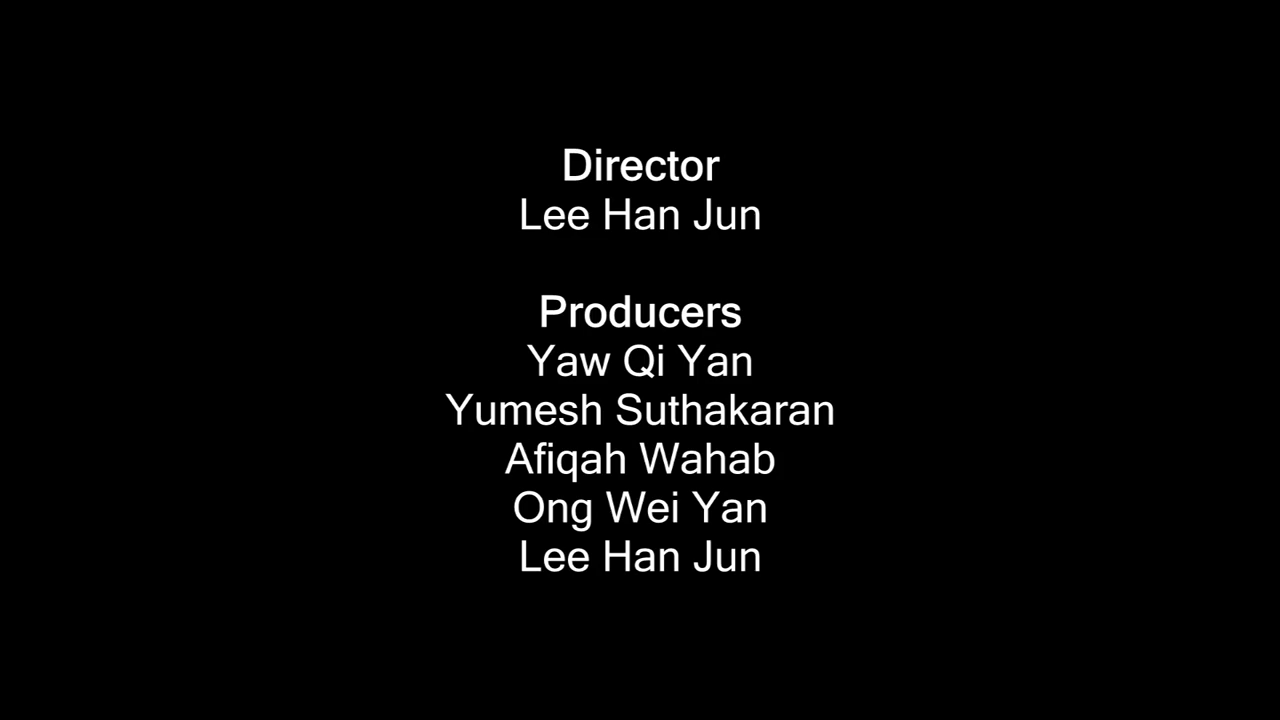 Director
Lee Han Jun
Producers
Yaw Qi Yan
Yumesh Suthakaran
Afiqah Wahab
Ong Wei Yan
Lee Han Jun